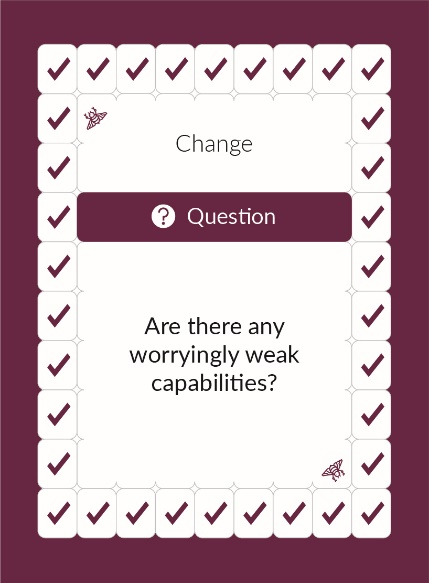 Change
? Question
Are there any
worryingly weak
capabilities?